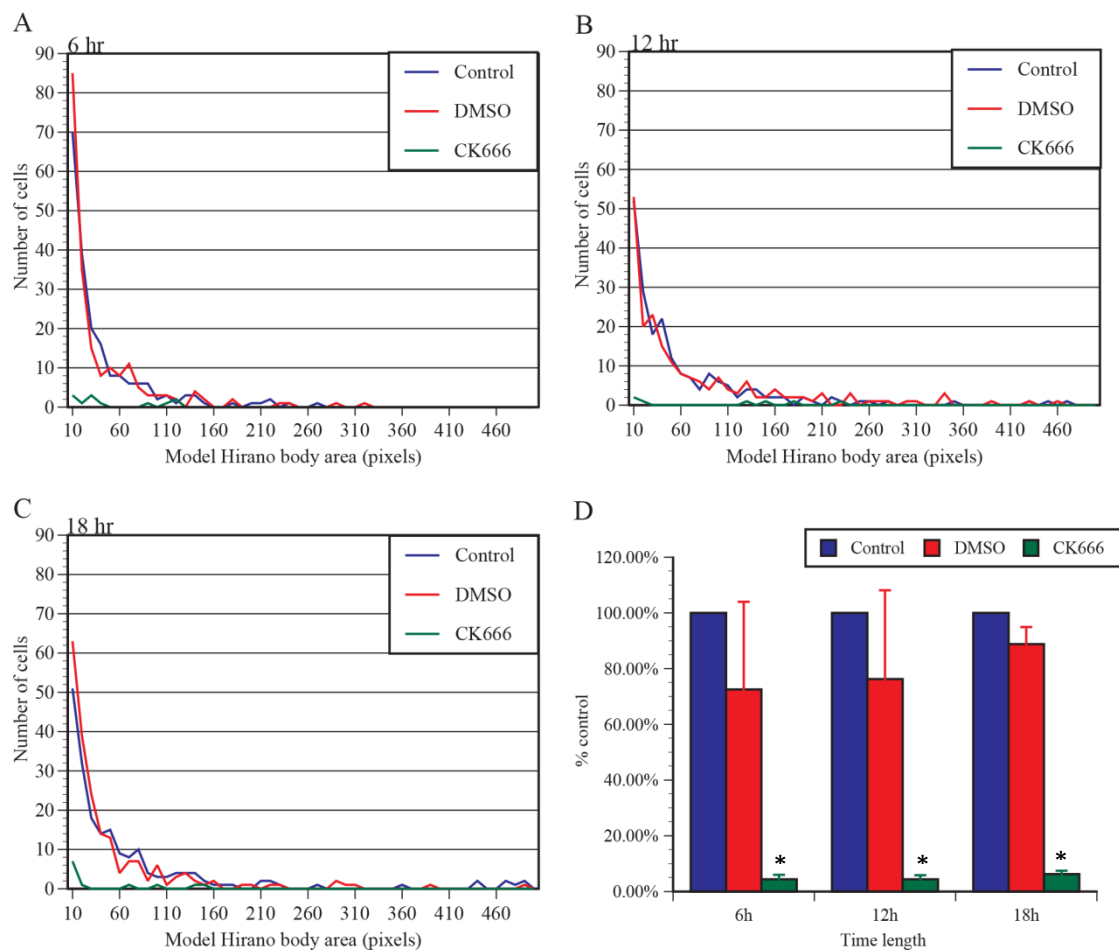 A
6 hr
90
80
70
60
50
40
30
20
10
0
Number of cells
Control
DMSO
CK666
10 60 110 160 210 260 310 360 410 460
Model Hirano body area (pixels)
B
12 hr
90
80
70
60
50
40
30
20
10
0
Number of cells
Control
DMSO
CK666
10 60 110 160 210 260 310 360 410 460
Model Hirano body area (pixels)
C
18 hr
90
80
70
60
50
40
30
20
10
0
Number of cells
Control
DMSO
CK666
10 60 110 160 210 260 310 360 410 460
Model Hirano body area (pixels)
D
Control DMSO CK666
120.00%
100.00%
80.00%
60.00%
40.00%
20.00%
0.00%
% control
* * *
6h 12h 18h
Time length